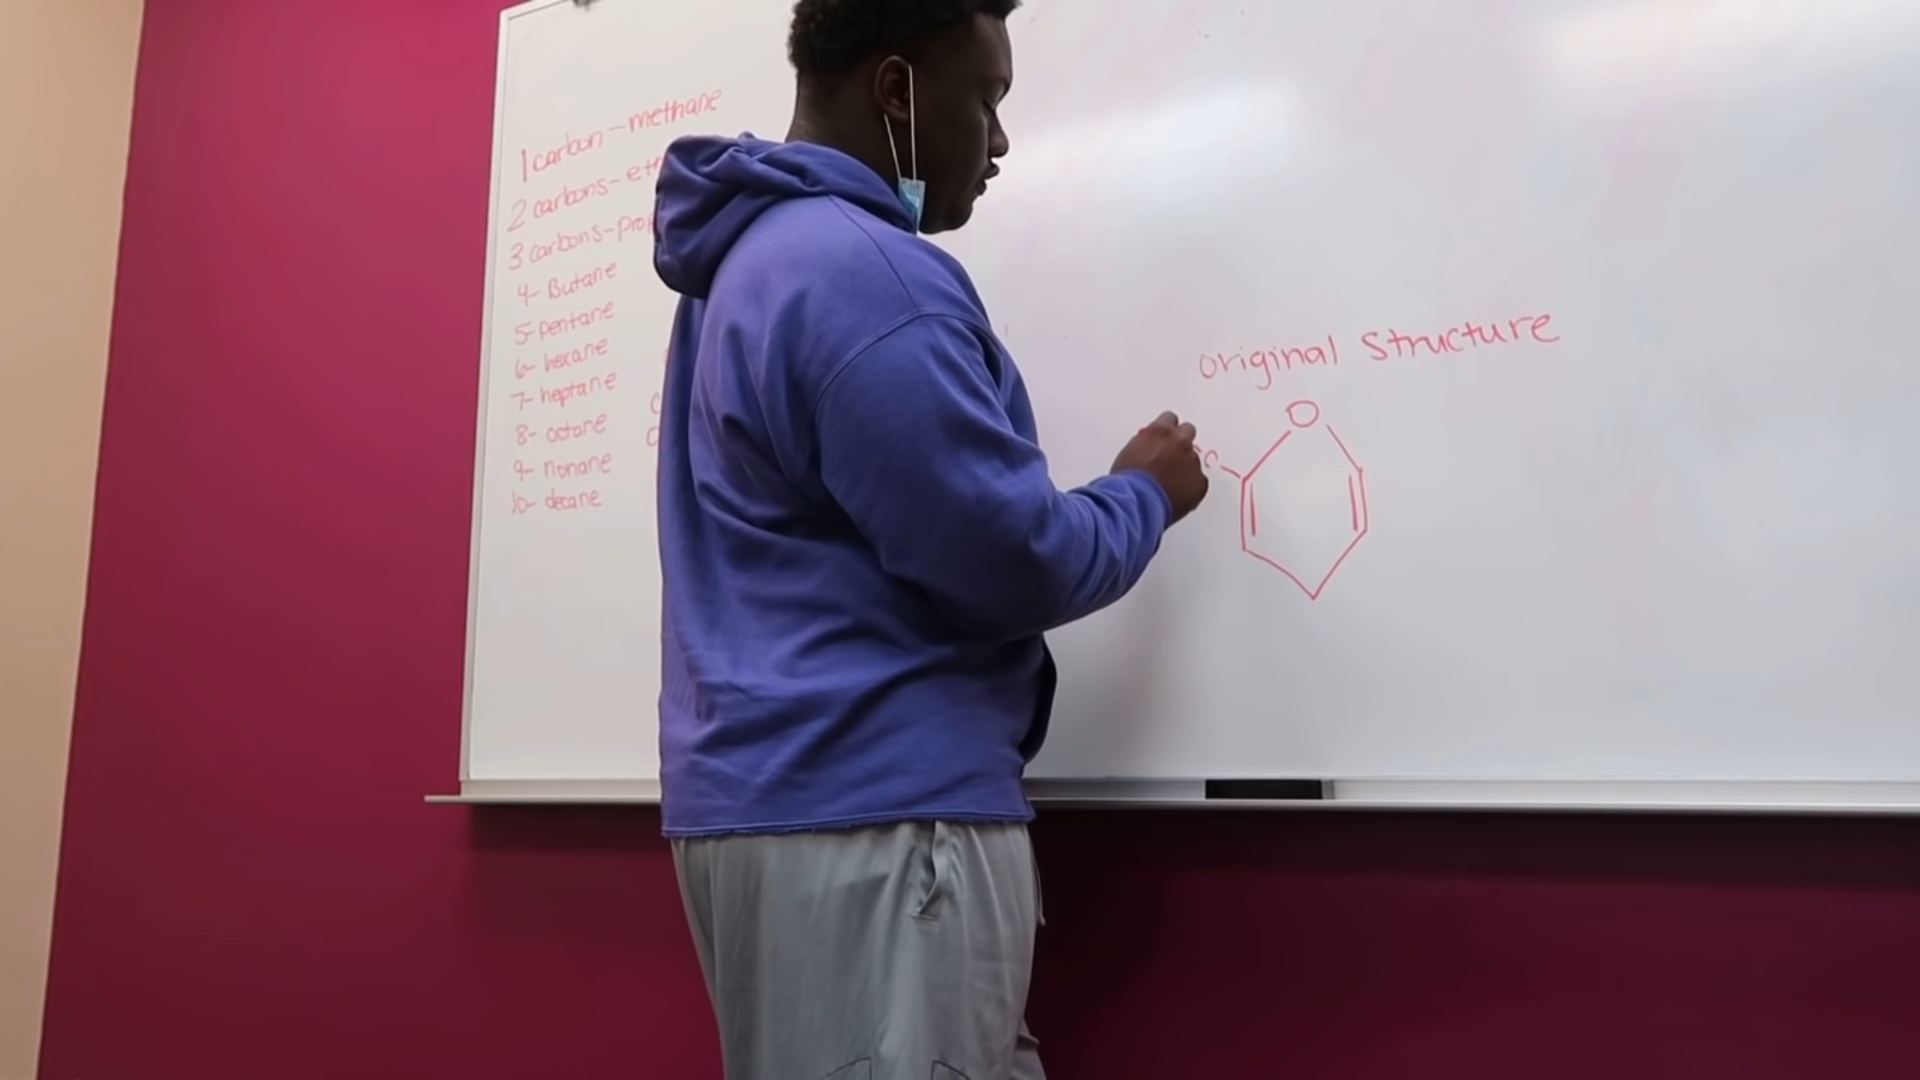 1 carbon - methane
2 carbons-
3 carbons-
4- Butane
5- pentane
6- hexane
7- heptane
8- octane
9- nonane
10- decane
original structure
O